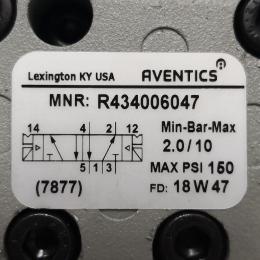 Lexington KY USA AVENTICS
MNR: R434006047
14 4 2 12 Min-Bar-Max
2.0/10
5 1 3 MAX PSI 150
(7877) FD: 18 W 47